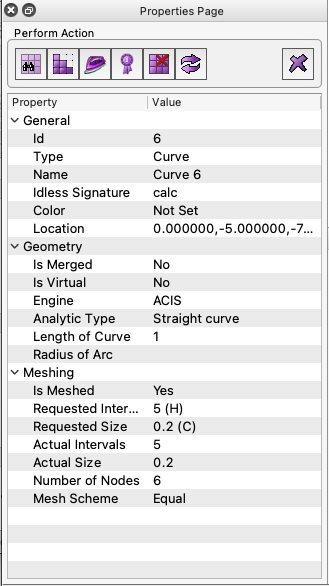 Properties Page
Perform Action
Property Value
General
Id 6
Type Curve
Name Curve 6
Idless Signature calc
Color Not Set
Location 0.000000,-5.000000,-7...
Geometry
Is Merged No
Is Virtual No
Engine ACIS
Analytic Type Straight curve
Length of Curve 1
Radius of Arc
Meshing
Is Meshed Yes
Requested Inter... 5 (H)
Requested Size 0.2 (C)
Actual Intervals 5
Actual Size 0.2
Number of Nodes 6
Mesh Scheme Equal